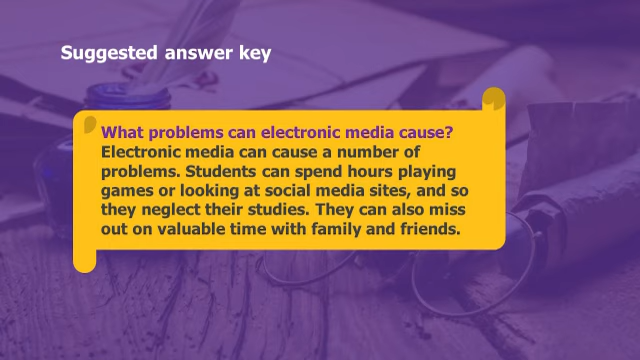 Suggested answer key
What problems can electronic media cause?
Electronic media can cause a number of
problems. Students can spend hours playing
games or looking at social media sites, and so
they neglect their studies. They can also miss
out on valuable time with family and friends.